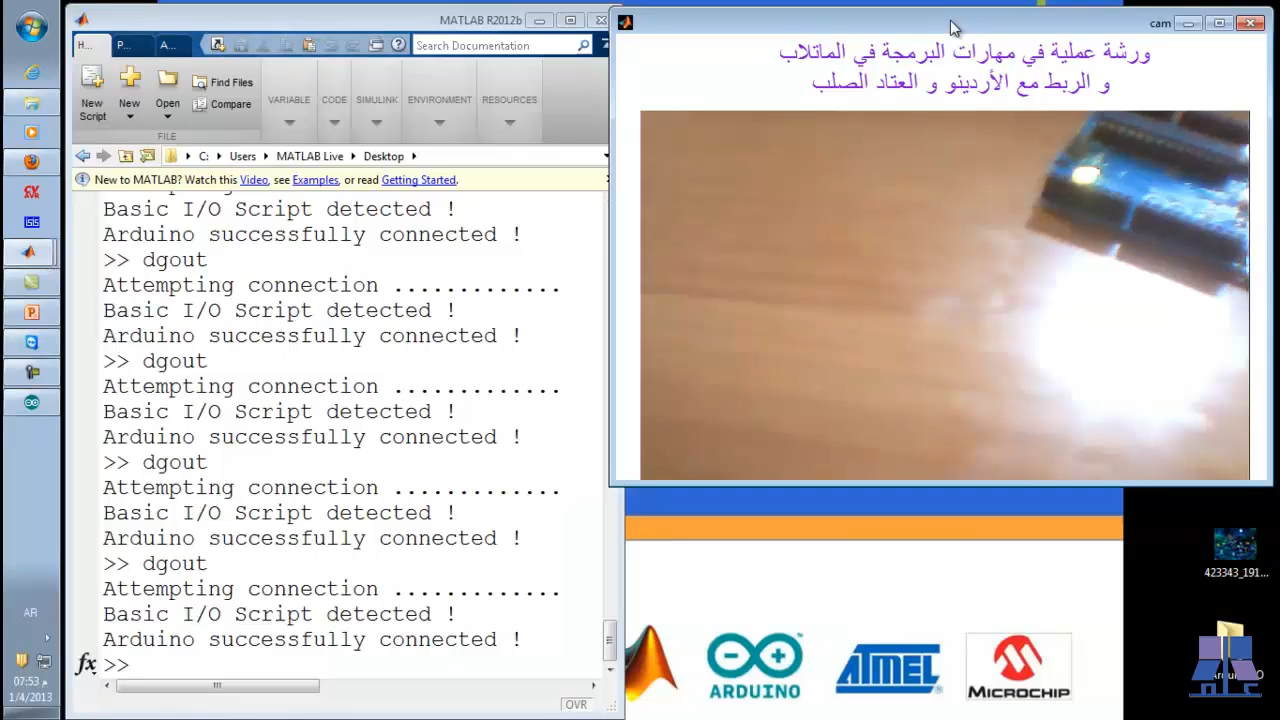 MATLAB R2012b
H...
P...
A...
Search Documentation
New Script
New
Open
Find Files
Compare
VARIABLE
CODE
SIMULINK
ENVIRONMENT
RESOURCES
FILE
C:
Users
MATLAB Live
Desktop
New to MATLAB? Watch this Video, see Examples, or read Getting Started.
Basic I/O Script detected !
Arduino successfully connected !
>> dgout
Attempting connection .............
Basic I/O Script detected !
Arduino successfully connected !
>> dgout
Attempting connection .............
Basic I/O Script detected !
Arduino successfully connected !
>> dgout
Attempting connection .............
Basic I/O Script detected !
Arduino successfully connected !
>> dgout
Attempting connection .............
Basic I/O Script detected !
Arduino successfully connected !
fx >>
OVR
cam
ورشة عملية في مهارات البرمجة في الماتلاب
و الربط مع الأردينو و العتاد الصلب
ARDUINO
ATMEL
MICROCHIP
423343_191...
ISIS
AR
07:53 م
1/4/2013